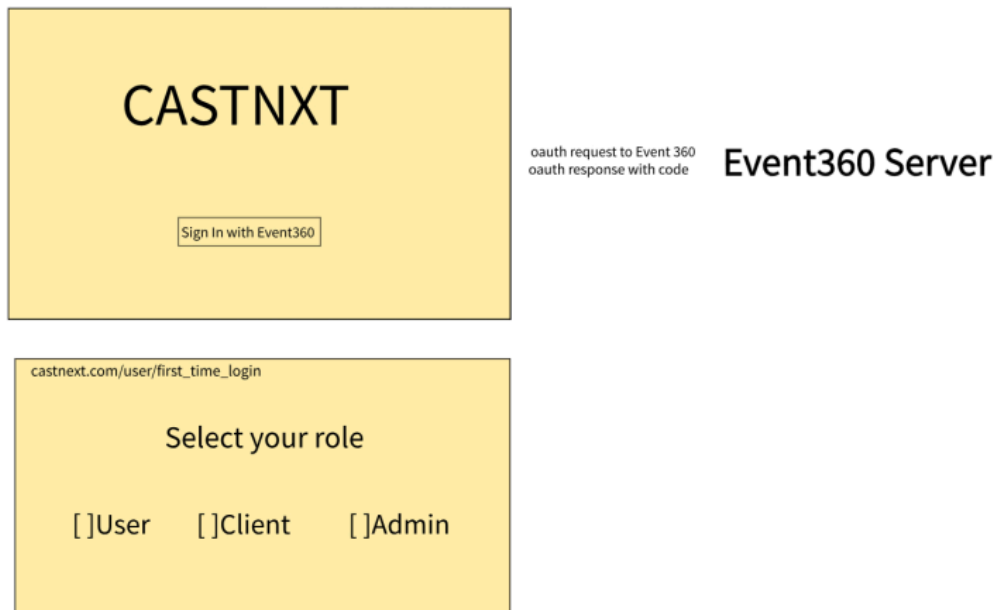 CASTNXT
Sign In with Event360
oauth request to Event 360
oauth response with code
Event360 Server
castnext.com/user/first_time_login
Select your role
[ ]User [ ]Client [ ]Admin